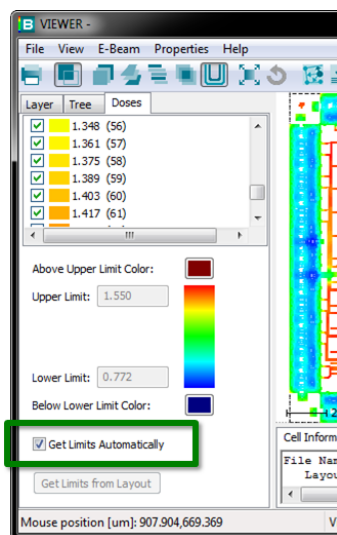 B VIEWER -
File View E-Beam Properties Help
Layer Tree Doses
1.348 (56)
1.361 (57)
1.375 (58)
1.389 (59)
1.403 (60)
1.417 (61)
Above Upper Limit Color:
Upper Limit: 1.550
Lower Limit: 0.772
Below Lower Limit Color:
Get Limits Automatically
Get Limits from Layout
2
Cell Inform
File Nam
Layou
Mouse position [um]: 907.904,669.369
V